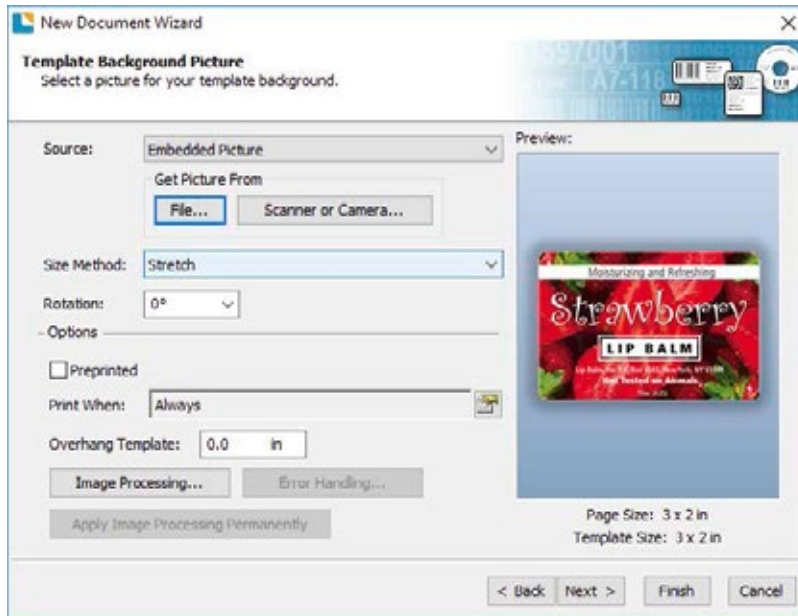 New Document Wizard
Template Background Picture
Select a picture for your template background.
597001
A7-118
Source: Embedded Picture
Preview:
Get Picture From
File... Scanner or Camera...
Size Method: Stretch
Rotation: 0°
Options
Preprinted
Print When: Always
Overhang Template: 0.0 in
Image Processing... Error Handling...
Apply Image Processing Permanently
Moisturizing and Refreshing
Strawberry
LIP BALM
Not Tested on Animals.
Page Size: 3 x 2 in
Template Size: 3 x 2 in
< Back Next > Finish Cancel